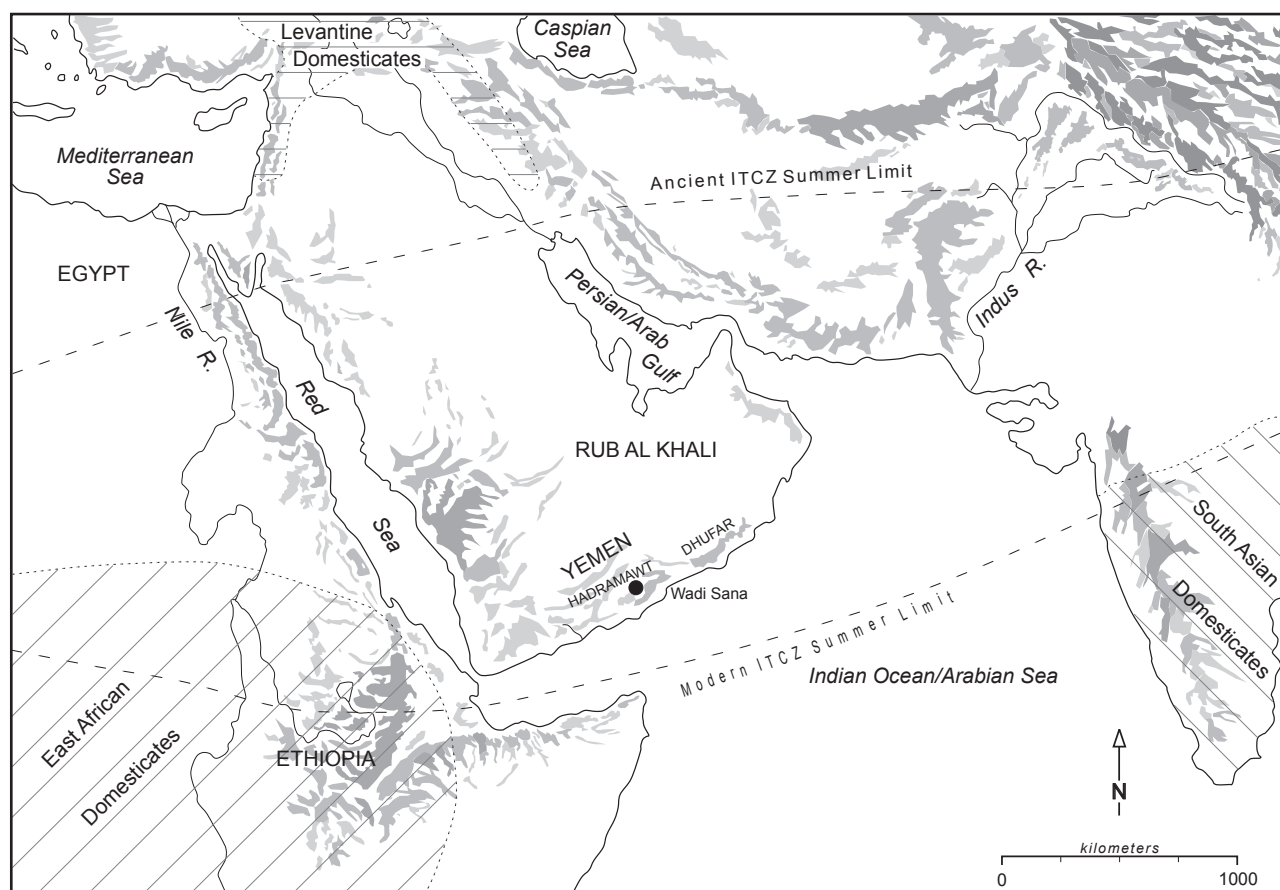 Levantine
Domesticates
Caspian
Sea
Mediterranean
Sea
Ancient ITCZ Summer Limit
EGYPT
Nile R.
Persian/Arab
Gulf
Indus R.
Red
Sea
RUB AL KHALI
YEMEN
HADRAMAWT
DHUFAR
Wadi Sana
South Asian
Domesticates
Modern ITCZ Summer Limit
Indian Ocean/Arabian Sea
East African
Domesticates
ETHIOPIA
N
kilometers
0 1000